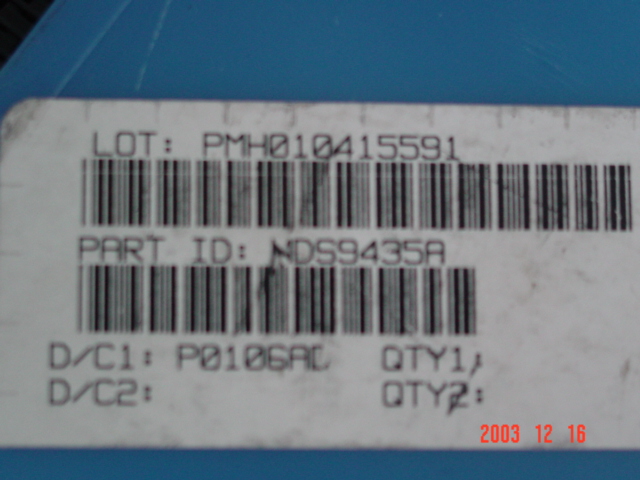 LOT: PMH010415591
PART ID: NDS9435A
D/C1: P0106AC QTY1:
D/C2: QTY2:
2003 12 16